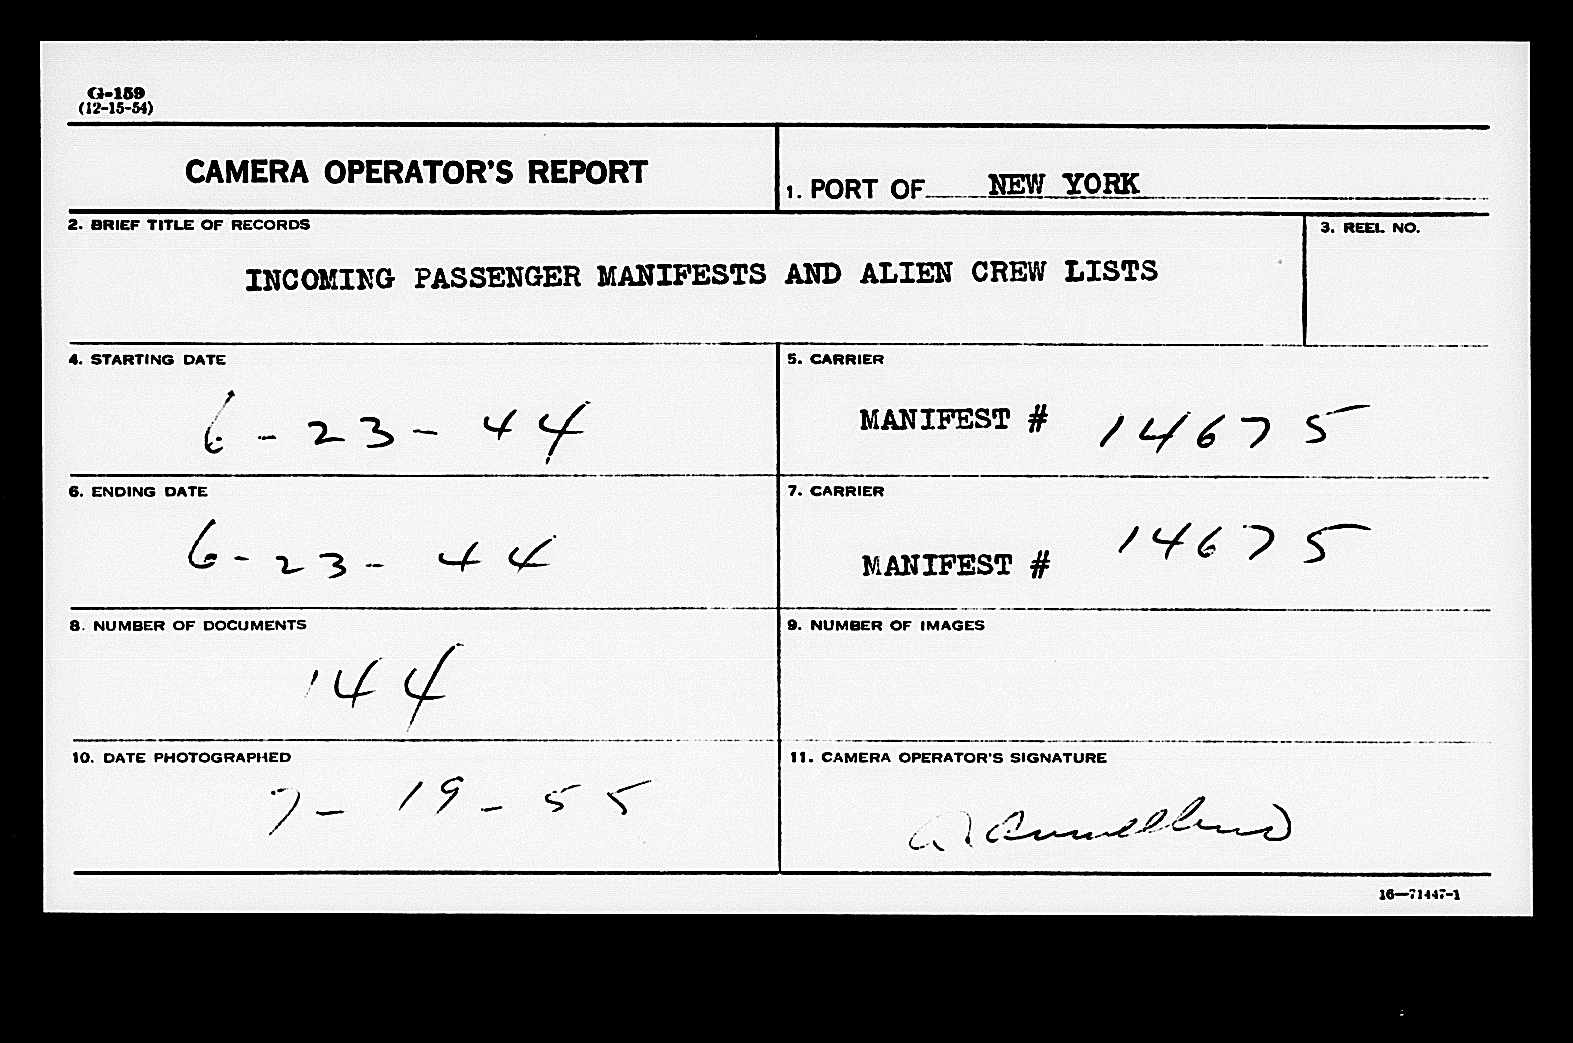 G-159
(12-15-54)
CAMERA OPERATOR'S REPORT
1. PORT OF NEW YORK
2. BRIEF TITLE OF RECORDS
INCOMING PASSENGER MANIFESTS AND ALIEN CREW LISTS
3. REEL NO.
4. STARTING DATE
6-23-44
5. CARRIER
MANIFEST # 14675
6. ENDING DATE
6-23-44
7. CARRIER
MANIFEST # 14675
8. NUMBER OF DOCUMENTS
144
9. NUMBER OF IMAGES
10. DATE PHOTOGRAPHED
7-19-55
11. CAMERA OPERATOR'S SIGNATURE
16—71447-1